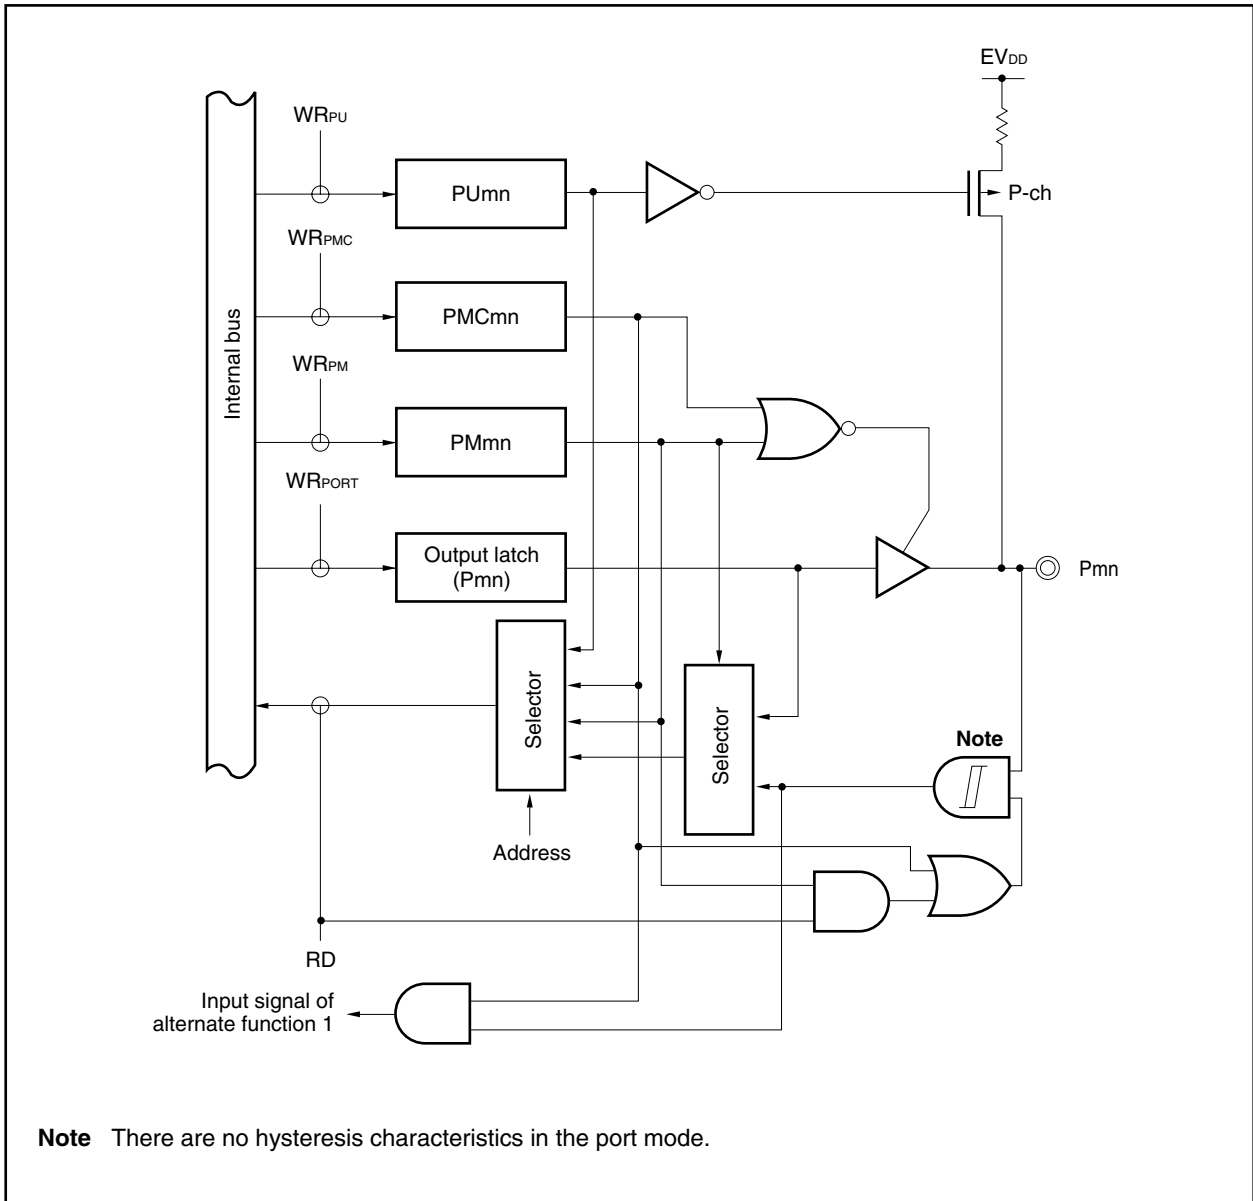 EVDD
WRPU
PUmn
P-ch
WRPMC
PMCmn
Internal bus
WRPM
PMmn
WRPORT
Output latch
(Pmn)
Pmn
Selector
Selector
Note
Address
RD
Input signal of
alternate function 1
Note There are no hysteresis characteristics in the port mode.